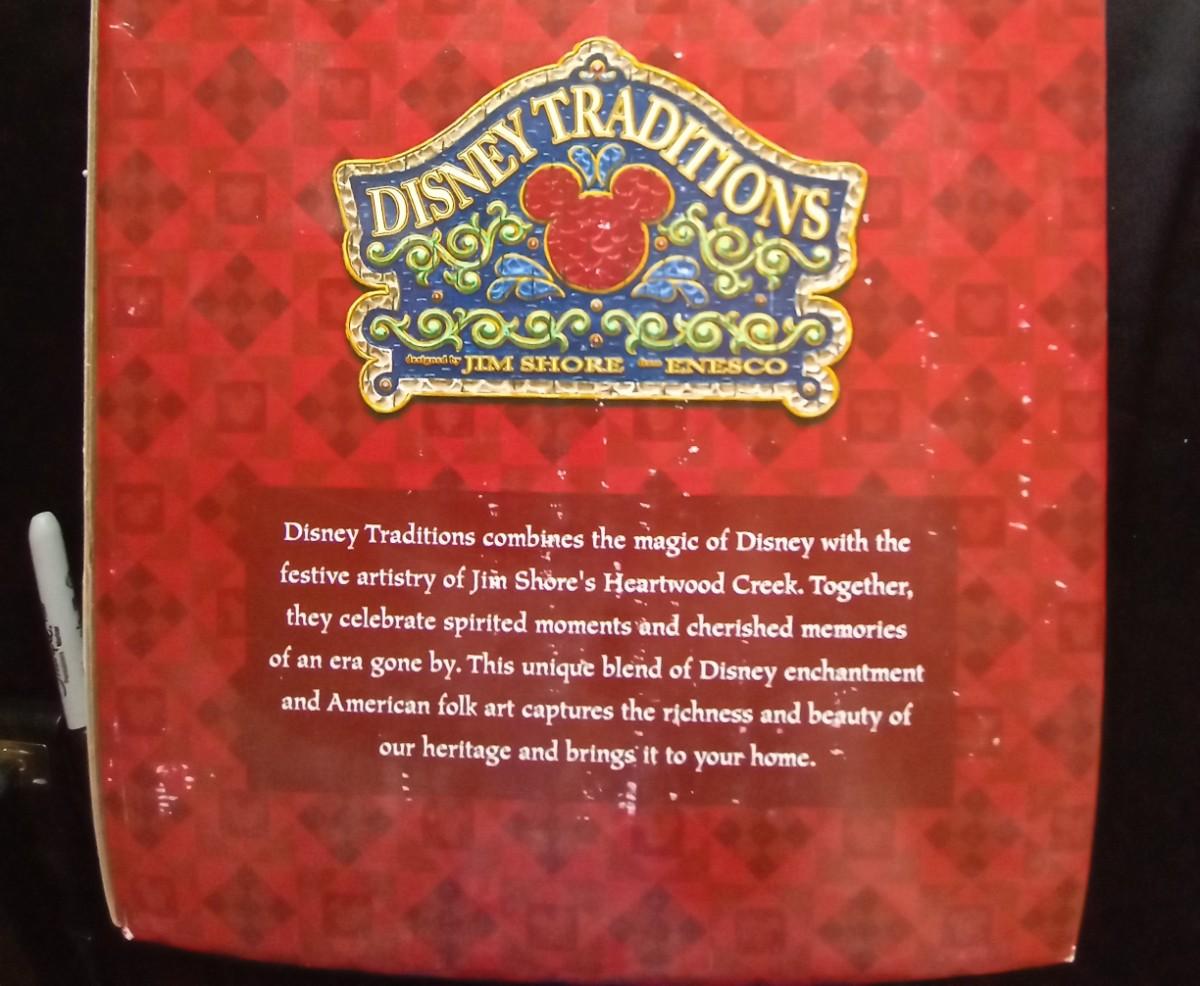 DISNEY TRADITIONS
designed by JIM SHORE from ENESCO
Disney Traditions combines the magic of Disney with the
festive artistry of Jim Shore's Heartwood Creek. Together,
they celebrate spirited moments and cherished memories
of an era gone by. This unique blend of Disney enchantment
and American folk art captures the richness and beauty of
our heritage and brings it to your home.